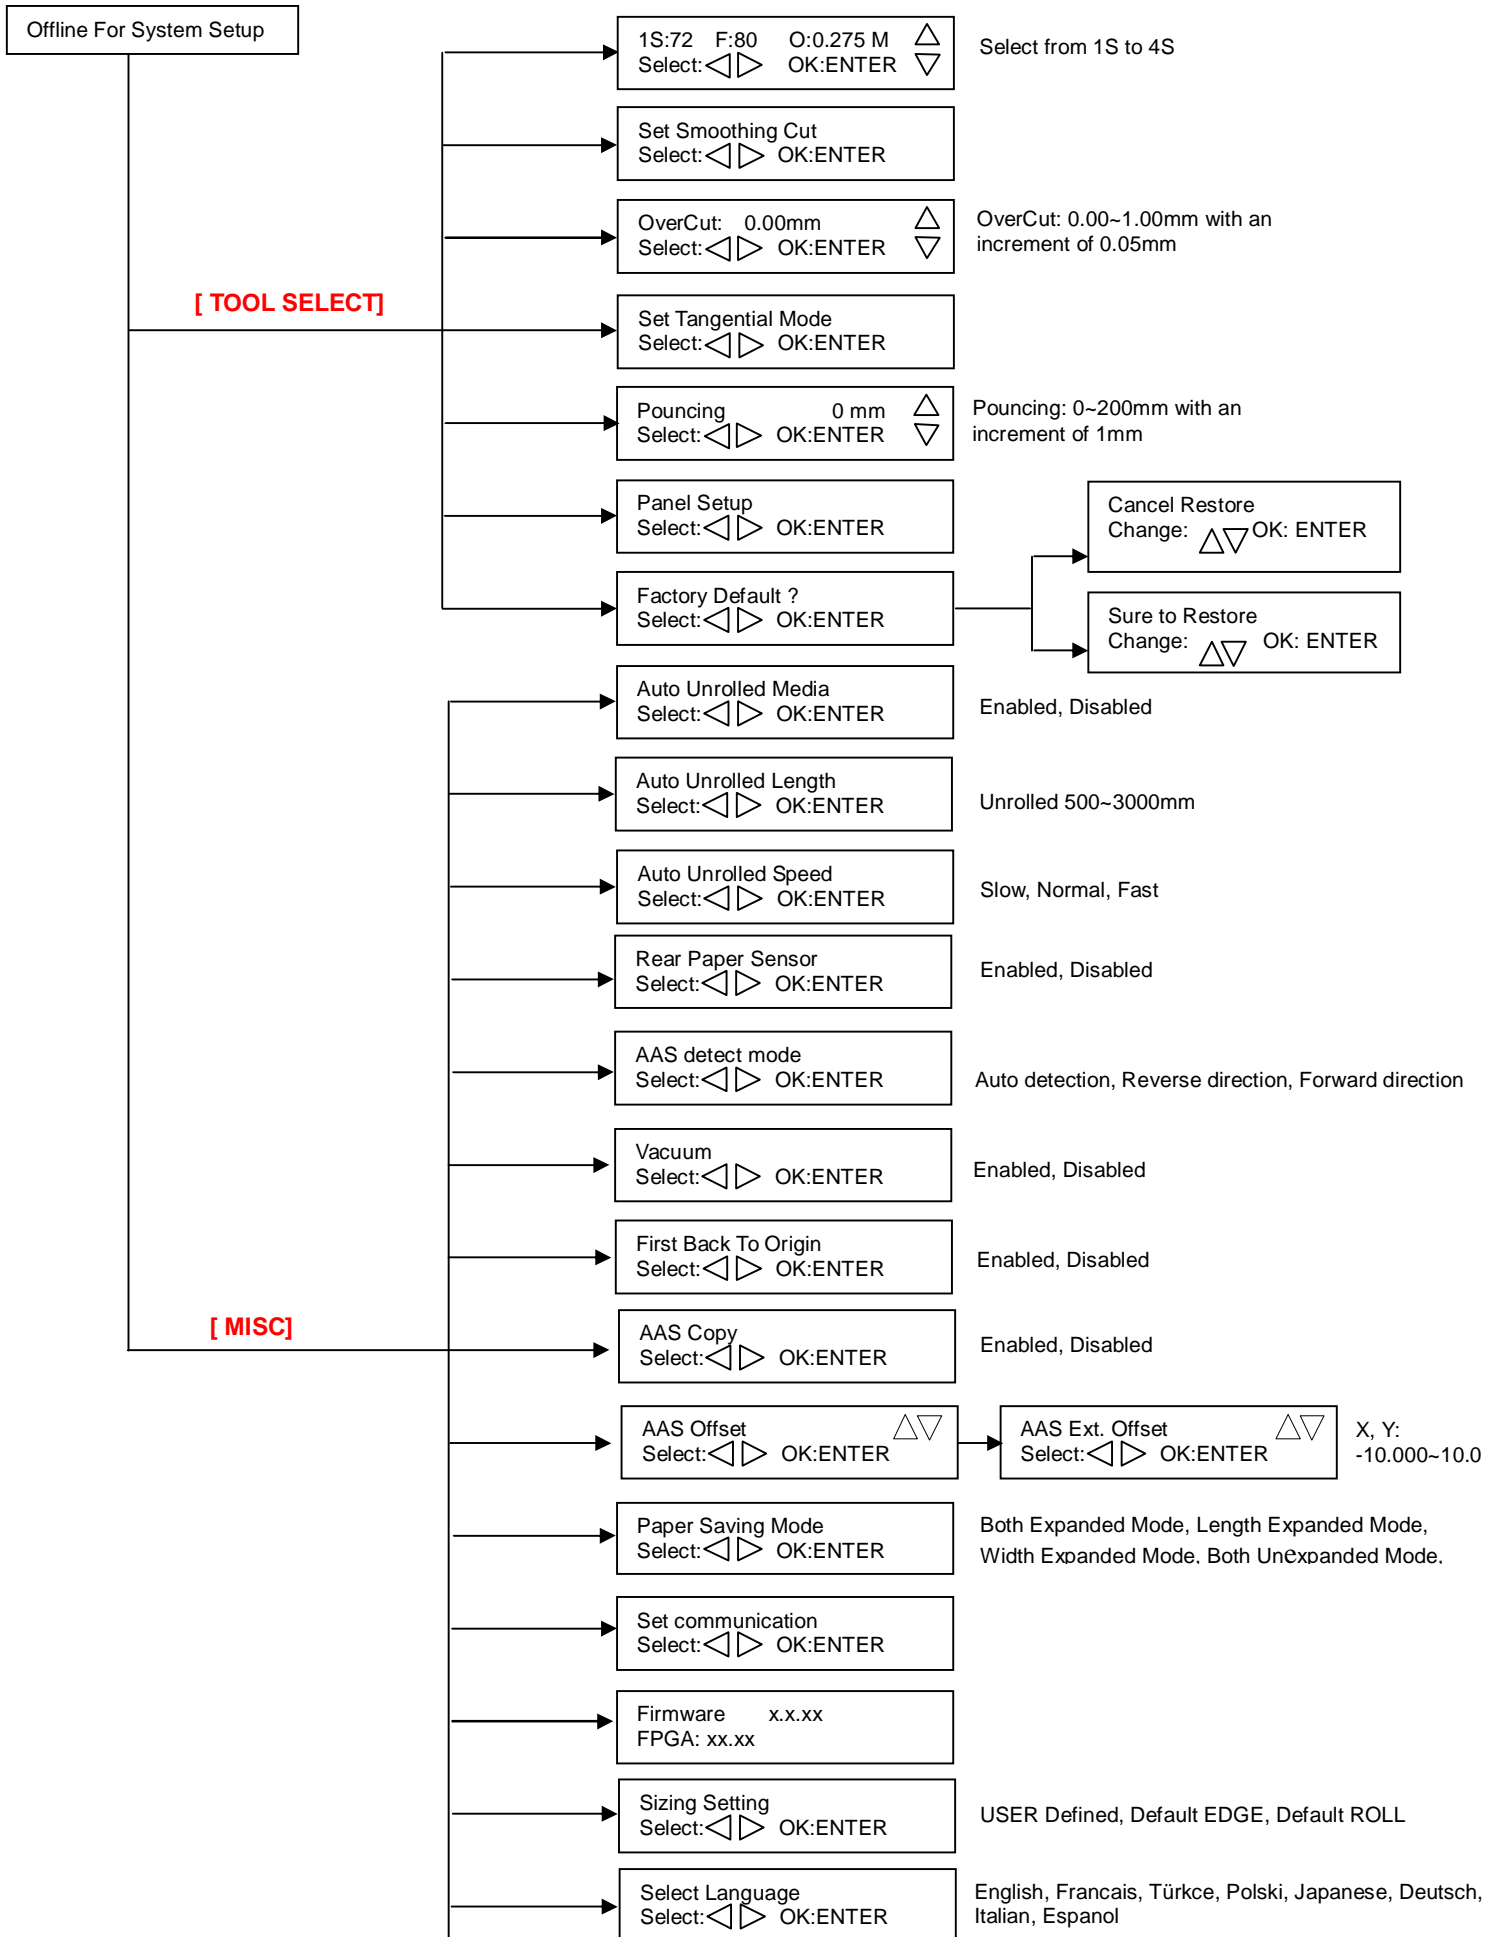 Offline For System Setup
1S:72 F:80 O:0.275 M
Select: OK:ENTER
Select from 1S to 4S
Set Smoothing Cut
Select: OK:ENTER
OverCut: 0.00mm
Select: OK:ENTER
OverCut: 0.00~1.00mm with an
increment of 0.05mm
[ TOOL SELECT]
Set Tangential Mode
Select: OK:ENTER
Pouncing 0 mm
Select: OK:ENTER
Pouncing: 0~200mm with an
increment of 1mm
Panel Setup
Select: OK:ENTER
Cancel Restore
Change: OK: ENTER
Factory Default ?
Select: OK:ENTER
Sure to Restore
Change: OK: ENTER
Auto Unrolled Media
Select: OK:ENTER
Enabled, Disabled
Auto Unrolled Length
Select: OK:ENTER
Unrolled 500~3000mm
Auto Unrolled Speed
Select: OK:ENTER
Slow, Normal, Fast
Rear Paper Sensor
Select: OK:ENTER
Enabled, Disabled
AAS detect mode
Select: OK:ENTER
Auto detection, Reverse direction, Forward direction
Vacuum
Select: OK:ENTER
Enabled, Disabled
First Back To Origin
Select: OK:ENTER
Enabled, Disabled
[ MISC]
AAS Copy
Select: OK:ENTER
Enabled, Disabled
AAS Offset
Select: OK:ENTER
AAS Ext. Offset
Select: OK:ENTER
X, Y:
-10.000~10.0
Paper Saving Mode
Select: OK:ENTER
Both Expanded Mode, Length Expanded Mode,
Width Expanded Mode, Both Unexpanded Mode,
Set communication
Select: OK:ENTER
Firmware x.x.xx
FPGA: xx.xx
Sizing Setting
Select: OK:ENTER
USER Defined, Default EDGE, Default ROLL
Select Language
Select: OK:ENTER
English, Francais, Türkce, Polski, Japanese, Deutsch,
Italian, Espanol